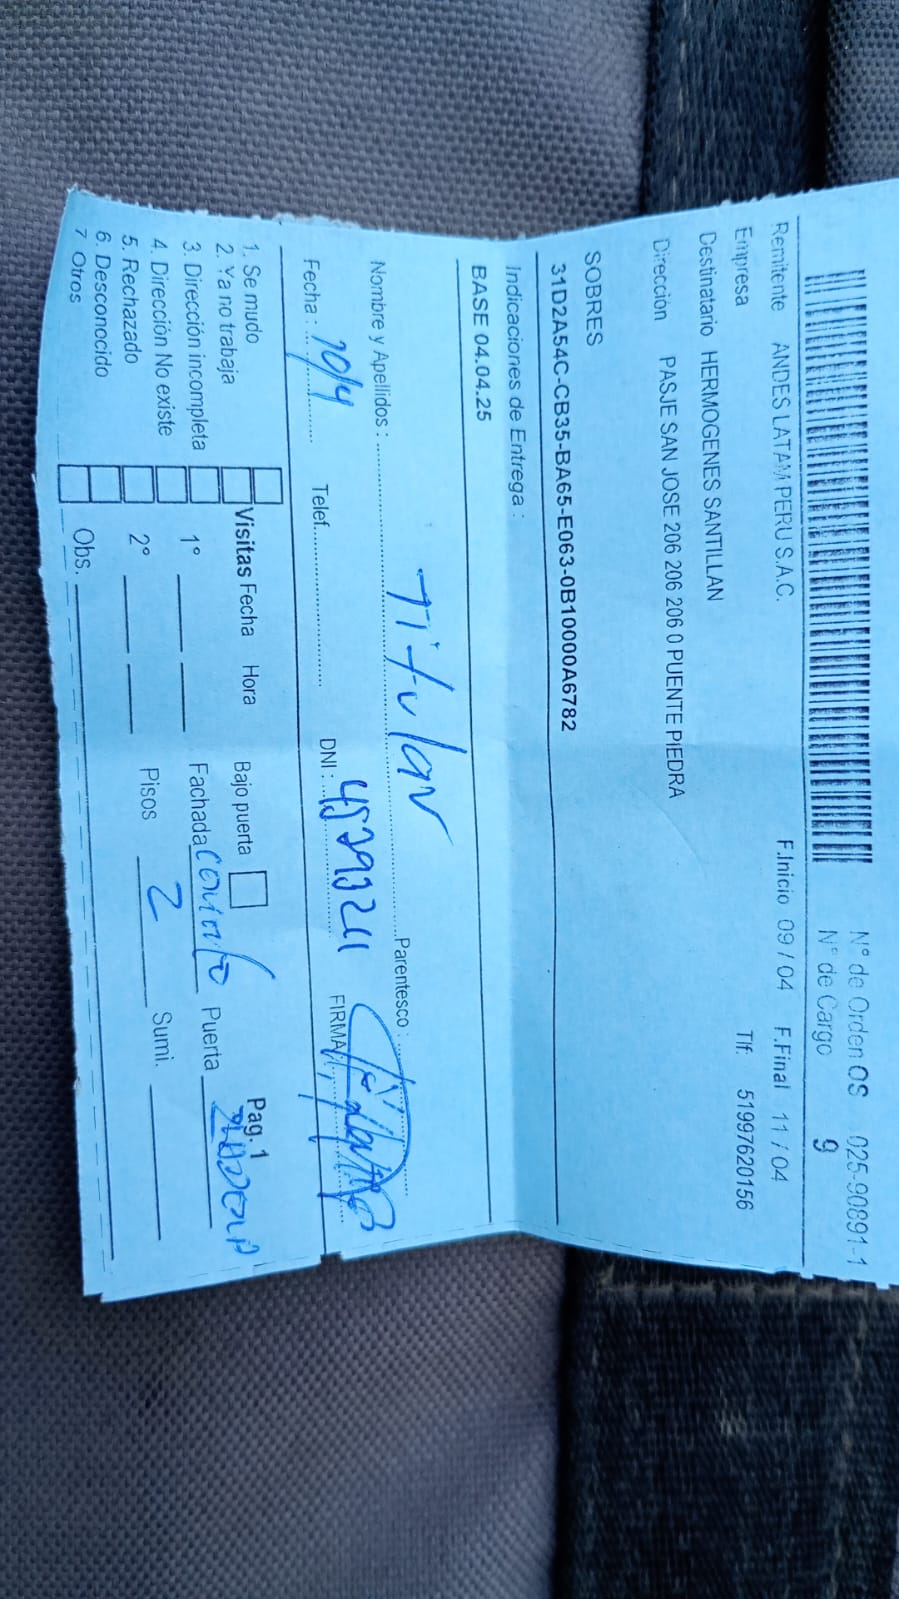 N° de Orden OS 025-90891-1
N° de Cargo 9
Remitente ANDES LATAM PERU S.A.C. F.Inicio 09 / 04 F.Final 11 / 04
Empresa Tlf. 51997620156
Destinatario HERMOGENES SANTILLAN
Dirección PASJE SAN JOSE 206 206 206 0 PUENTE PIEDRA
SOBRES
31D2A54C-CB35-BA65-E063-0B10000A6782
Indicaciones de Entrega :
BASE 04.04.25
Titular
Nombre y Apellidos : Parentesco :
Fecha : 10/4 Telef. DNI : FIRMA
1. Se mudo
2. Ya no trabaja
3. Dirección incompleta
4. Dirección No existe
5. Rechazado
6. Desconocido
7 Otros
Visitas Fecha Hora
1°
2°
Obs.
Bajo puerta
Fachada Cemento Puerta
Pisos 2 Sumi.
Pag. 1